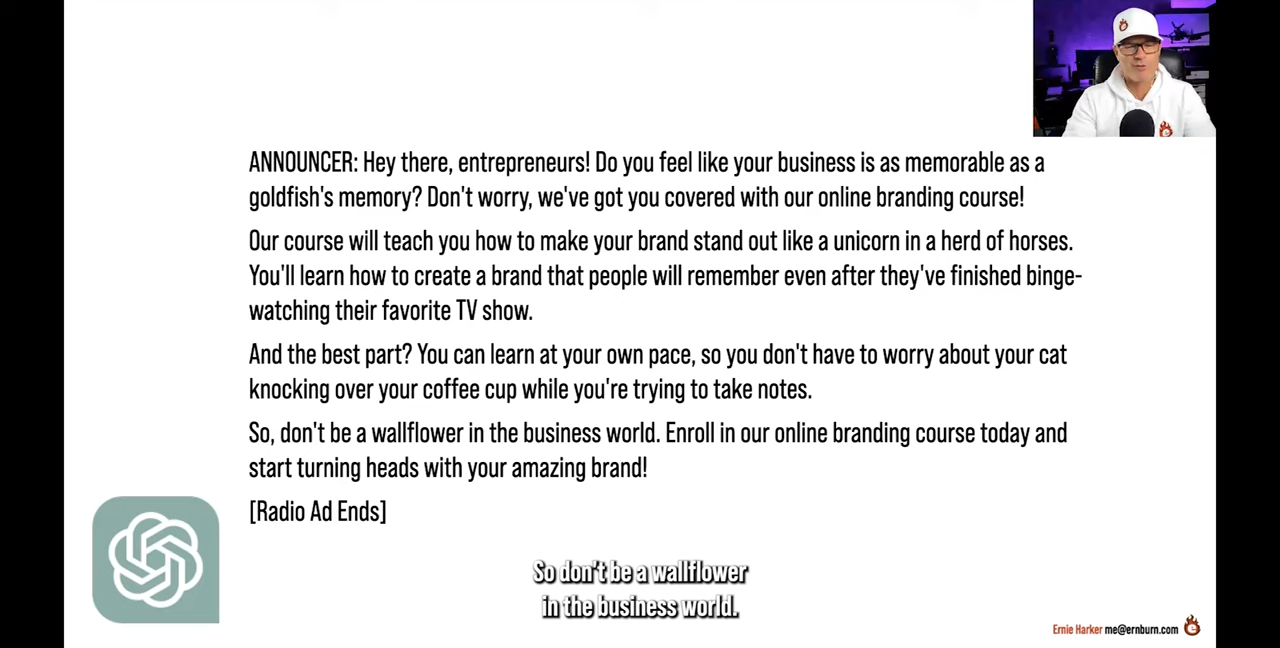 ANNOUNCER: Hey there, entrepreneurs! Do you feel like your business is as memorable as a
goldfish's memory? Don't worry, we've got you covered with our online branding course!
Our course will teach you how to make your brand stand out like a unicorn in a herd of horses.
You'll learn how to create a brand that people will remember even after they've finished binge-
watching their favorite TV show.
And the best part? You can learn at your own pace, so you don't have to worry about your cat
knocking over your coffee cup while you're trying to take notes.
So, don't be a wallflower in the business world. Enroll in our online branding course today and
start turning heads with your amazing brand!
[Radio Ad Ends]
So don't be a wallflower
in the business world.
Ernie Harker me@ernburn.com